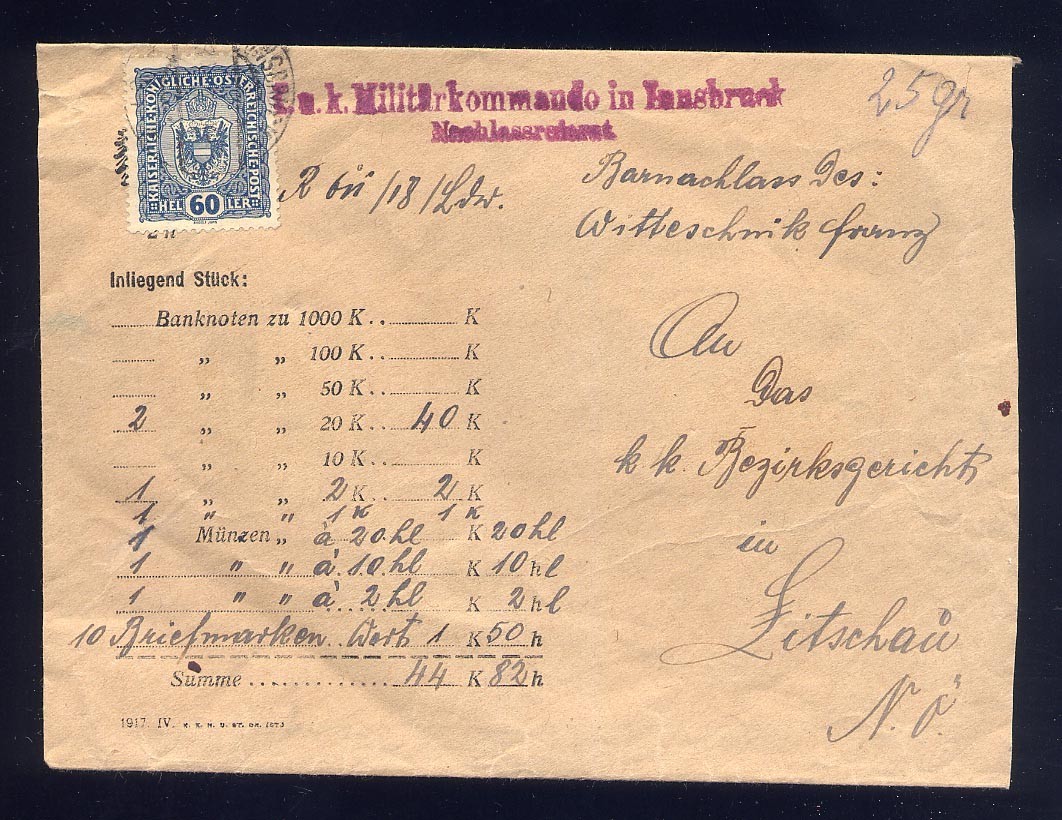 KAISERLICHE·KÖNIGLICHE·ÖSTERREICHISCHE·POST
HEL 60 LER
u. k. Militärkommando in Innsbruck
Nachlassreferat
25 gr
Barnachlass des:
Witteschnik Franz
/18/Ldw.
Inliegend Stück:
Banknoten zu 1000 K.. K
„ „ 100 K.. K
„ „ 50 K.. K
2 „ „ 20 K.. 40 K
„ „ 10 K.. K
1 „ „ 2 K.. 2 K
1 " " 1 K 1 K
1 Münzen „ à 20 hl K 20 hl
1 " " à 10 hl K 10 hl
1 " " à 2 hl K 2 hl
10 Briefmarken Wert 1 K 50 h
Summe 44 K 82 h
1917. IV.
An
Das
k k. Bezirksgericht
in
Litschau
N. Ö.